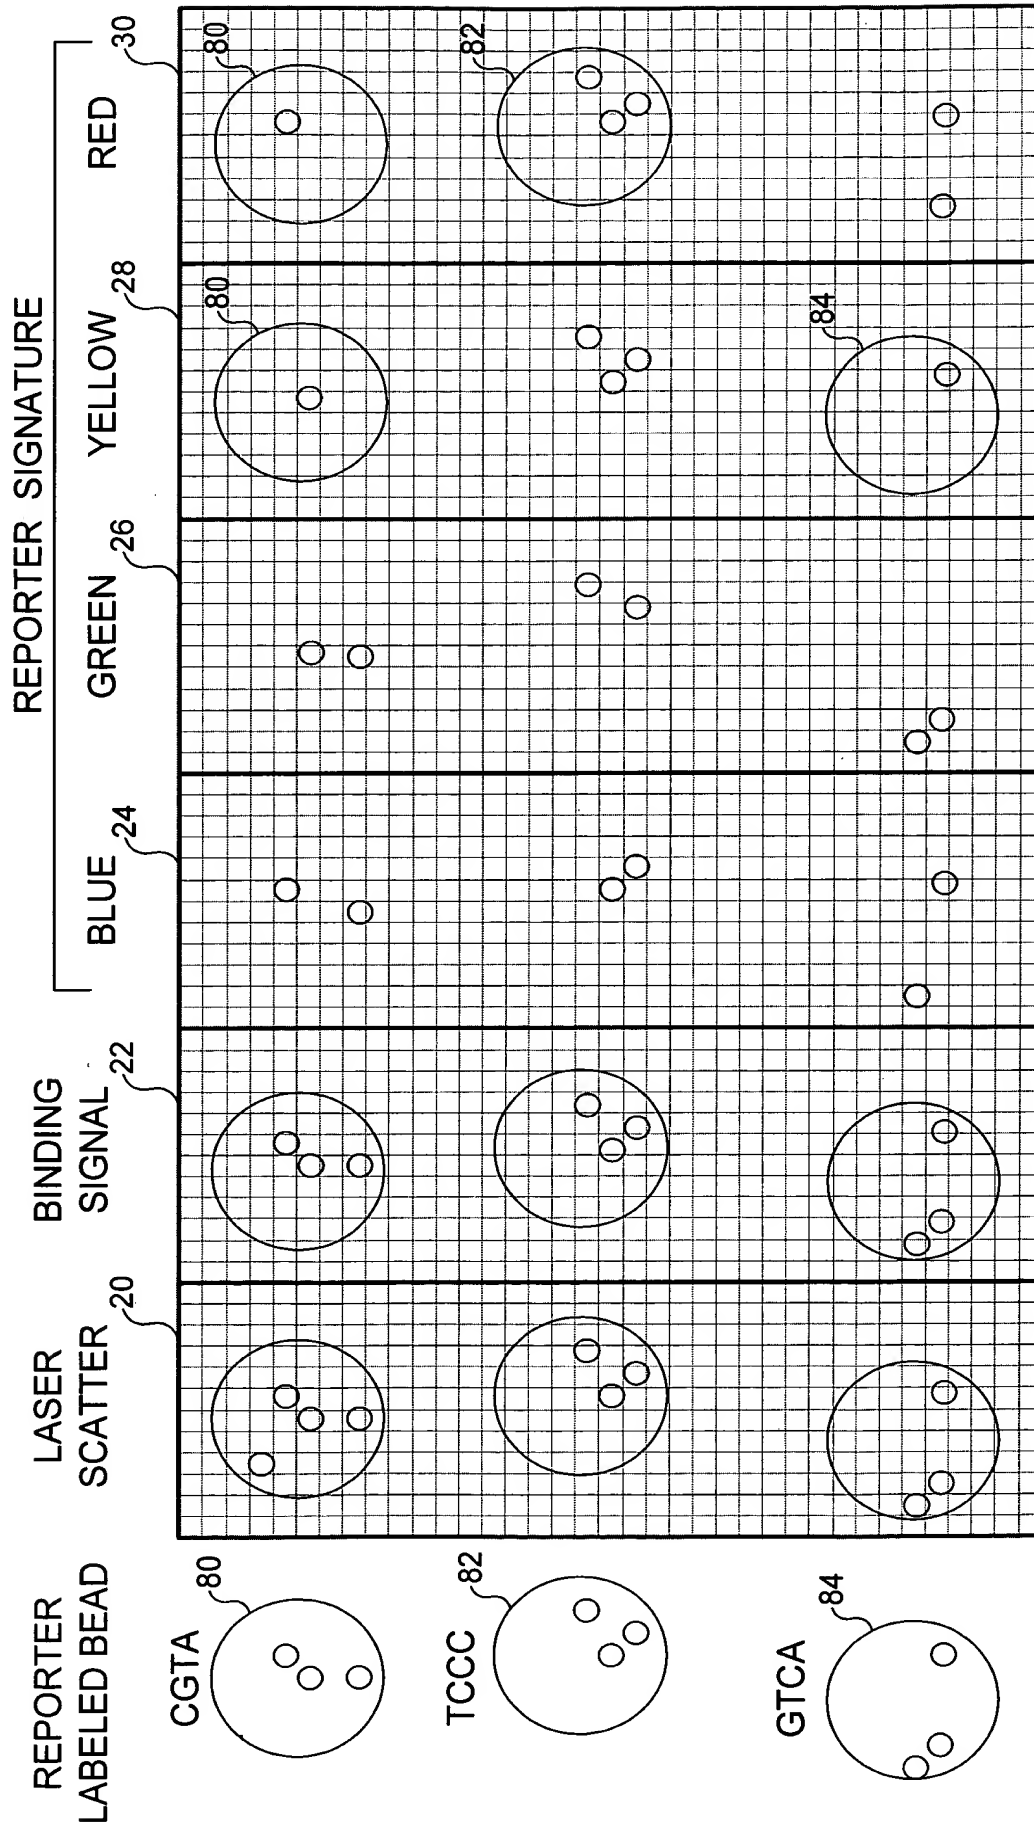 REPORTER SIGNATURE
REPORTER
LABELED BEAD
LASER
SCATTER
20
BINDING
SIGNAL
22
BLUE
24
GREEN
26
YELLOW
28
RED
30
CGTA
80
80
80
TCCC
82
82
GTCA
84
84